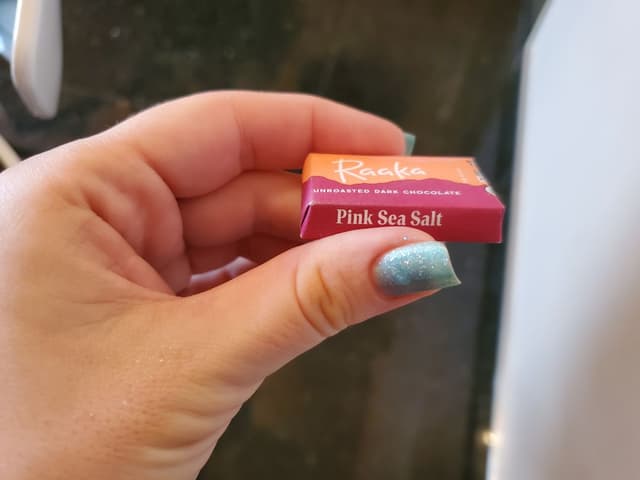 Raaka
UNROASTED DARK CHOCOLATE
Pink Sea Salt